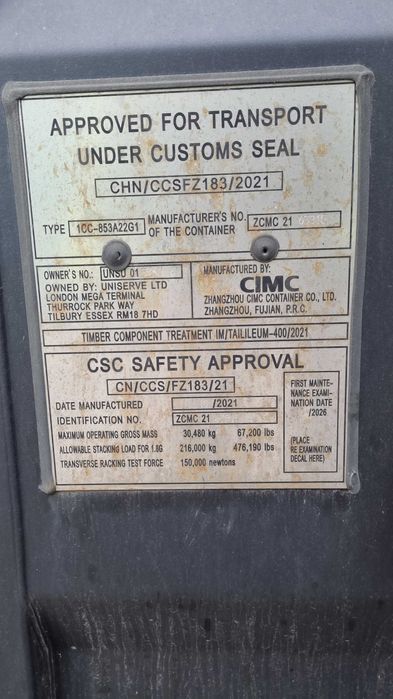 APPROVED FOR TRANSPORT
UNDER CUSTOMS SEAL
CHN/CCSFZ183/2021
TYPE 1CC-853A22G1 MANUFACTURER'S NO. OF THE CONTAINER ZCMC 21
OWNER'S NO.: UNSU 01
OWNED BY: UNISERVE LTD
LONDON MEGA TERMINAL
THURROCK PARK WAY
TILBURY ESSEX RM18 7HD
MANUFACTURED BY:
CIMC
ZHANGZHOU CIMC CONTAINER CO., LTD.
ZHANGZHOU, FUJIAN, P.R.C.
TIMBER COMPONENT TREATMENT IM/TAILILEUM-400/2021
CSC SAFETY APPROVAL
CN/CCS/FZ183/21
DATE MANUFACTURED /2021
IDENTIFICATION NO. ZCMC 21
MAXIMUM OPERATING GROSS MASS 30,480 kg 67,200 lbs
ALLOWABLE STACKING LOAD FOR 1.8G 216,000 kg 476,190 lbs
TRANSVERSE RACKING TEST FORCE 150,000 newtons
FIRST MAINTE-
NANCE EXAMI-
NATION DATE
/2026
(PLACE
RE EXAMINATION
DECAL HERE)